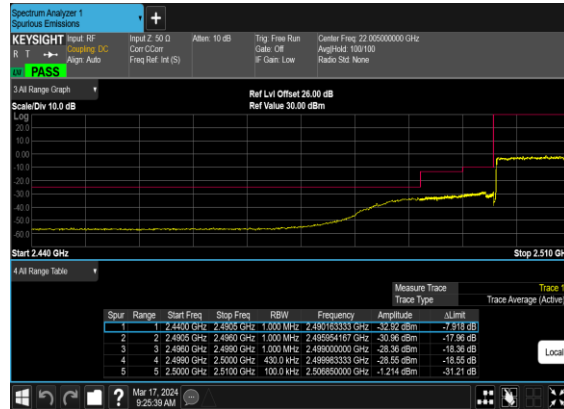 Spectrum Analyzer 1
Spurious Emissions
KEYSIGHT Input: RF Input Z: 50 Ω Atten: 10 dB Trig: Free Run Center Freq: 22.005000000 GHz
R T Coupling: DC Corr CCorr Gate: Off Avg|Hold: 100/100
Align: Auto Freq Ref: Int (S) IF Gain: Low Radio Std: None
PASS
3 All Range Graph
Ref Lvl Offset 26.00 dB
Scale/Div 10.0 dB Ref Value 30.00 dBm
Log
20.0
10.0
0.00
-10.0
-20.0
-30.0
-40.0
-50.0
-60.0
Start 2.440 GHz Stop 2.510 GH
4 All Range Table
Measure Trace Trace 1
Trace Type Trace Average (Active)
Spur Range Start Freq Stop Freq RBW Frequency Amplitude ΔLimit
1 1 2.4400 GHz 2.4905 GHz 1.000 MHz 2.490163333 GHz -32.92 dBm -7.918 dB
2 2 2.4905 GHz 2.4960 GHz 1.000 MHz 2.495954167 GHz -30.96 dBm -17.96 dB
3 3 2.4960 GHz 2.4990 GHz 1.000 MHz 2.499000000 GHz -28.36 dBm -18.36 dB
4 4 2.4990 GHz 2.5000 GHz 430.0 kHz 2.499983333 GHz -28.55 dBm -18.55 dB
5 5 2.5000 GHz 2.5100 GHz 100.0 kHz 2.506850000 GHz -1.214 dBm -31.21 dB
Local
Mar 17, 2024
9:25:39 AM